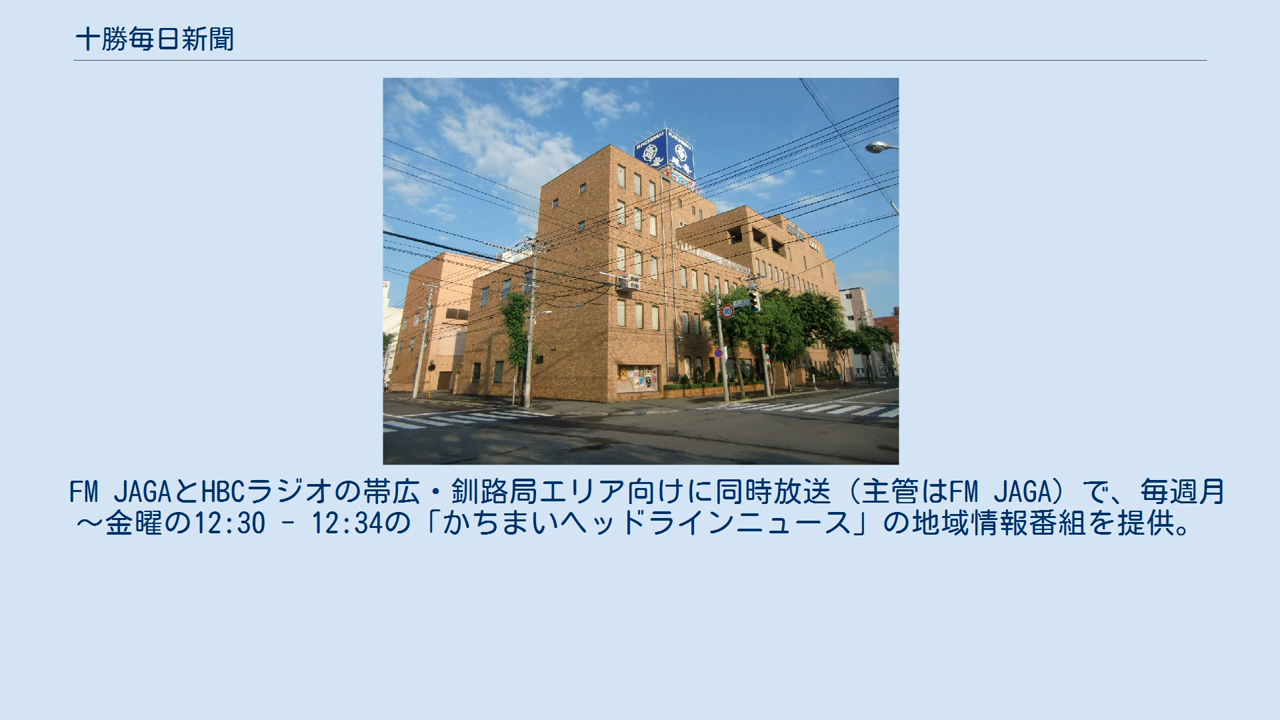 十勝毎日新聞
FM JAGAとHBCラジオの帯広・釧路局エリア向けに同時放送（主管はFM JAGA）で、毎週月
～金曜の12:30 - 12:34の「かちまいヘッドラインニュース」の地域情報番組を提供。